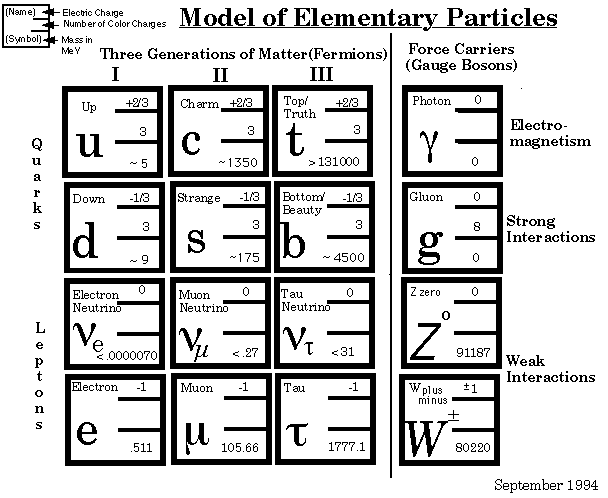 Model of Elementary Particles
(Name) Electric Charge
Number of Color Charges
(Symbol) Mass in
MeV
Three Generations of Matter(Fermions)
I II III
Force Carriers
(Gauge Bosons)
Quarks
Up +2/3
3
u
~ 5
Charm +2/3
3
c
~1350
Top/
Truth
+2/3
3
t
>131000
Photon 0
γ
0
Electro-
magnetism
Down -1/3
3
d
~ 9
Strange -1/3
3
s
~175
Bottom/
Beauty
-1/3
3
b
~ 4500
Gluon 0
8
g
0
Strong
Interactions
Leptons
Electron
Neutrino
0
νe
<.0000070
Muon
Neutrino
0
νμ
<.27
Tau
Neutrino
0
ντ
<31
Z zero 0
Z0
91187
Weak
Interactions
Electron -1
e
.511
Muon -1
μ
105.66
Tau -1
τ
1777.1
W plus
minus
±1
W±
80220
September 1994